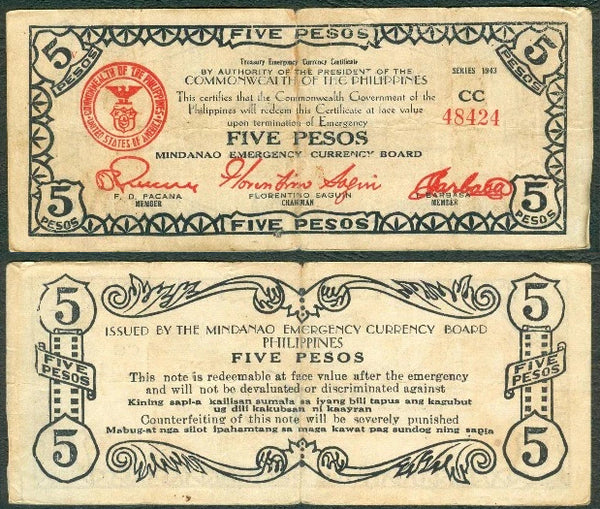 5 PESOS
FIVE PESOS
5 PESOS
Treasury Emergency Currency Certificate
BY AUTHORITY OF THE PRESIDENT OF THE
COMMONWEALTH OF THE PHILIPPINES
SERIES 1943
COMMONWEALTH OF THE PHILIPPINES
UNITED STATES OF AMERICA
This certifies that the Commonwealth Government of the
Philippines will redeem this Certificate at face value
upon termination of Emergency
CC
48424
FIVE PESOS
MINDANAO EMERGENCY CURRENCY BOARD
Florentino Saguin
F. D. PACANA
MEMBER
FLORENTINO SAGUIN
CHAIRMAN
BARBASA
MEMBER
5 PESOS
FIVE PESOS
5 PESOS
5
5
ISSUED BY THE MINDANAO EMERGENCY CURRENCY BOARD
PHILIPPINES
FIVE PESOS
FIVE PESOS
FIVE PESOS
This note is redeemable at face value after the emergency
and will not be devaluated or discriminated against
Kining sapi-a kailisan sumala sa iyang bili tapus ang kagubut
ug dili kakubsan ni kaayran
Counterfeiting of this note will be severely punished
Mabug-at nga silot ipahamtang sa maga kawat pag sundog ning sapia
5
5